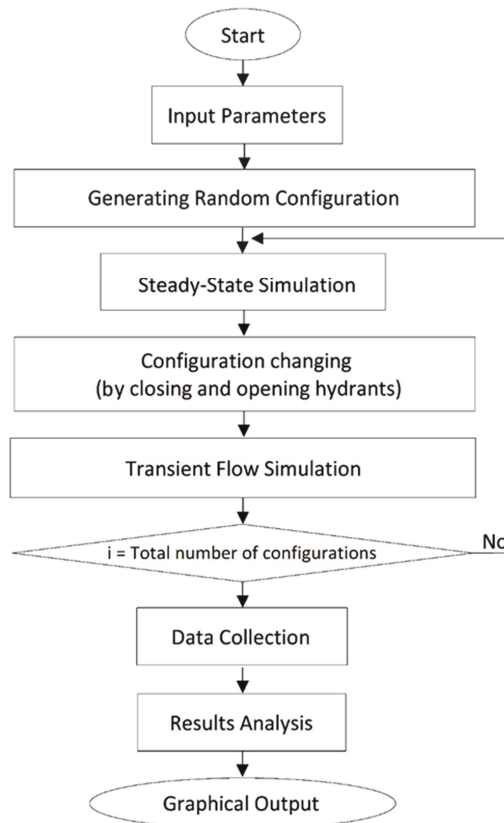 Start
Input Parameters
Generating Random Configuration
Steady-State Simulation
Configuration changing
(by closing and opening hydrants)
Transient Flow Simulation
i = Total number of configurations
No
Data Collection
Results Analysis
Graphical Output